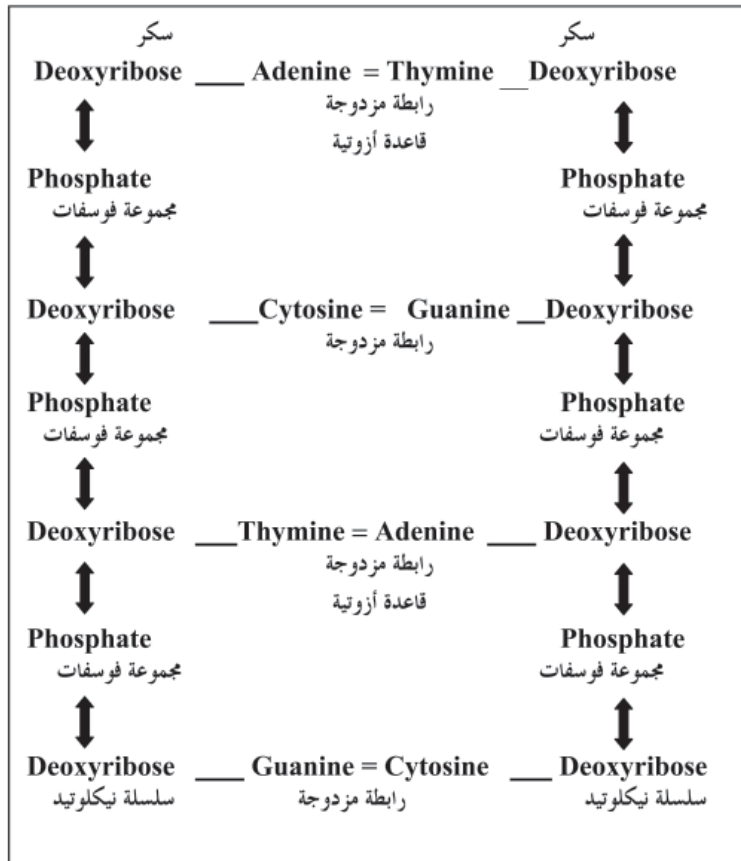 سكر سكر
Deoxyribose ___ Adenine = Thymine __Deoxyribose
رابطة مزدوجة
قاعدة أزوتية
Phosphate Phosphate
مجموعة فوسفات مجموعة فوسفات
Deoxyribose ___Cytosine = Guanine __Deoxyribose
رابطة مزدوجة
Phosphate Phosphate
مجموعة فوسفات مجموعة فوسفات
Deoxyribose ___Thymine = Adenine ___ Deoxyribose
رابطة مزدوجة
قاعدة أزوتية
Phosphate Phosphate
مجموعة فوسفات مجموعة فوسفات
Deoxyribose ___ Guanine = Cytosine ___ Deoxyribose
سلسلة نيكلوتيد رابطة مزدوجة سلسلة نيكلوتيد